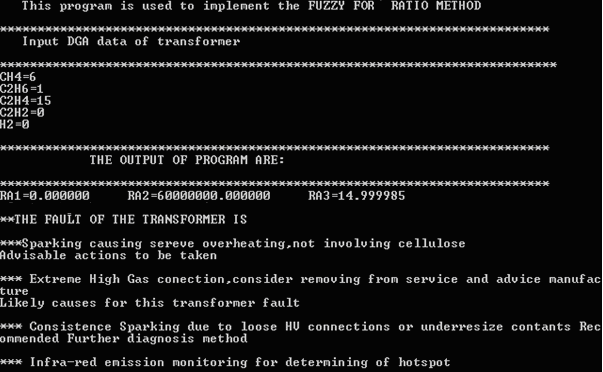 This program is used to implement the FUZZY FOR RATIO METHOD
**************************************************************************
Input DGA data of transformer
***************************************************************************
CH4=6
C2H6=1
C2H4=15
C2H2=0
H2=0
**************************************************************************
THE OUTPUT OF PROGRAM ARE:
**************************************************************************
RA1=0.000000 RA2=60000000.000000 RA3=14.999985
**THE FAULT OF THE TRANSFORMER IS
***Sparking causing sereve overheating,not involving cellulose
Advisable actions to be taken
*** Extreme High Gas conection,consider removing from service and advice manufac
ture
Likely causes for this transformer fault
*** Consistence Sparking due to loose HV connections or underresize contants Rec
ommended Further diagnosis method
*** Infra-red emission monitoring for determining of hotspot